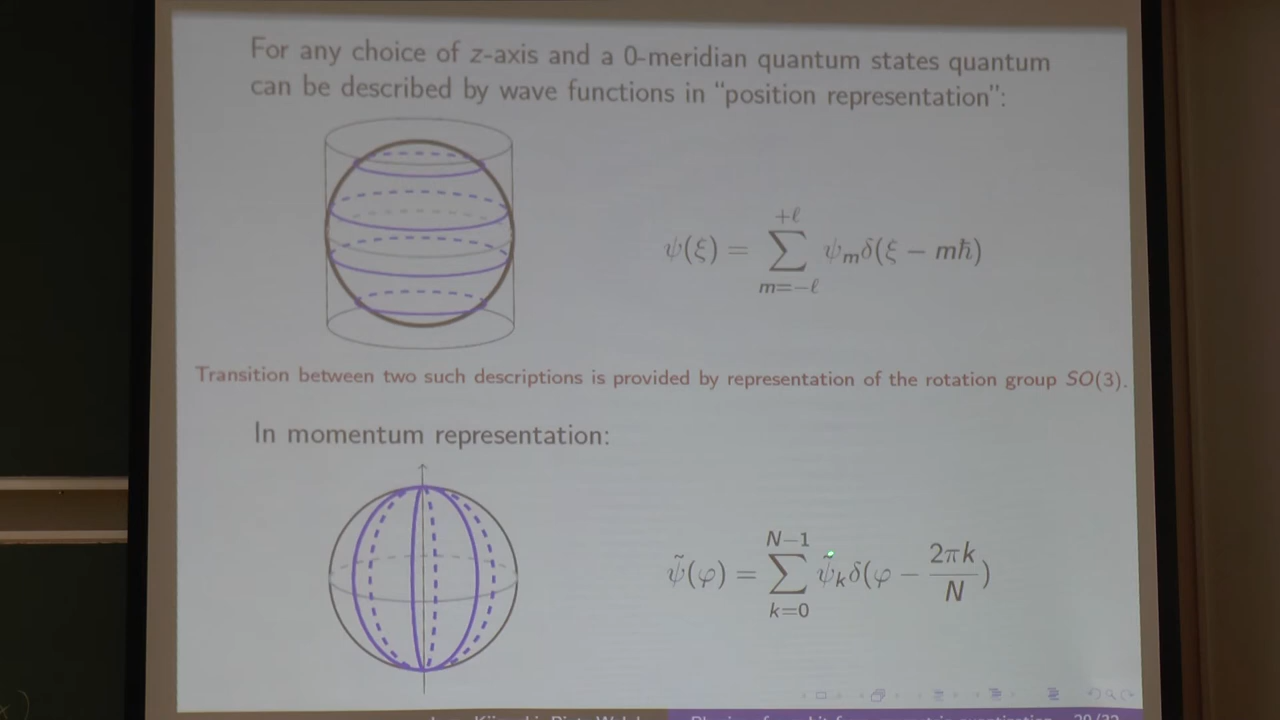 For any choice of z-axis and a 0-meridian quantum states quantum
can be described by wave functions in “position representation”:
ψ(ξ) = ∑_{m=−ℓ}^{+ℓ} ψ_m δ(ξ − mħ)
Transition between two such descriptions is provided by representation of the rotation group SO(3).
In momentum representation:
ψ̃(φ) = ∑_{k=0}^{N−1} ψ̃_k δ(φ − 2πk/N)